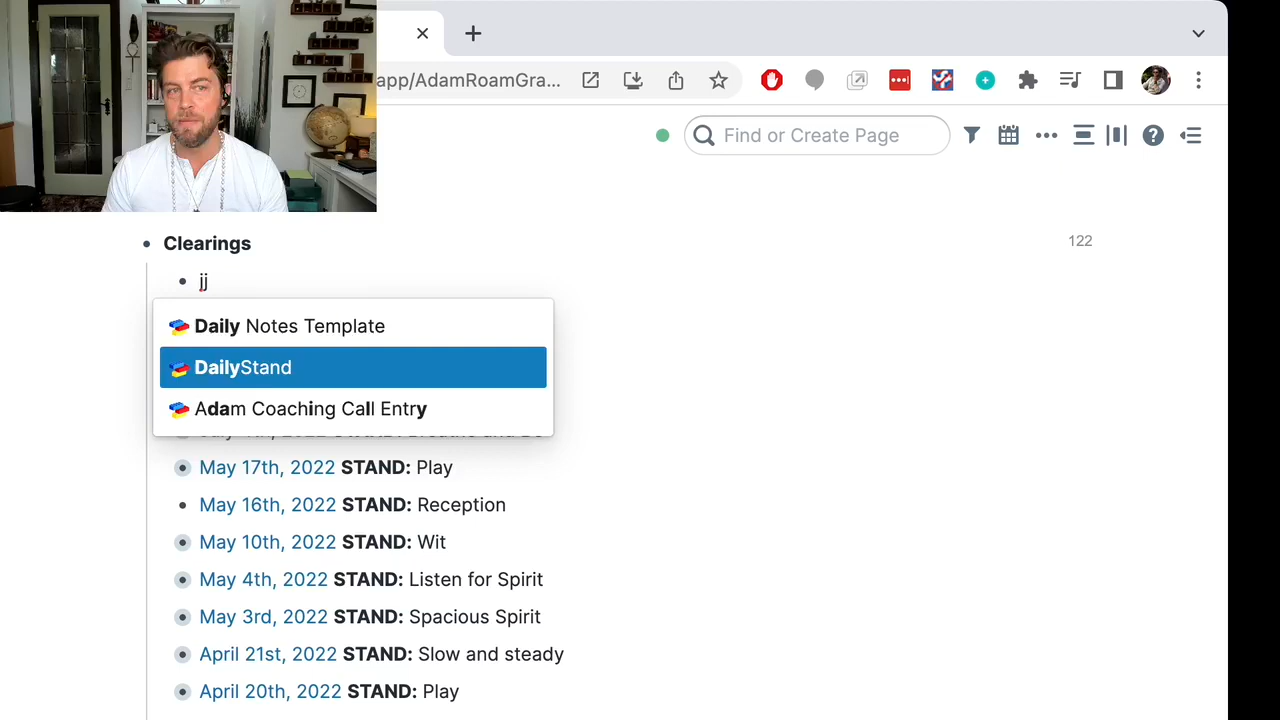 app/AdamRoamGra...
Find or Create Page
Clearings
122
jj
Daily Notes Template
DailyStand
Adam Coaching Call Entry
May 17th, 2022 STAND: Play
May 16th, 2022 STAND: Reception
May 10th, 2022 STAND: Wit
May 4th, 2022 STAND: Listen for Spirit
May 3rd, 2022 STAND: Spacious Spirit
April 21st, 2022 STAND: Slow and steady
April 20th, 2022 STAND: Play